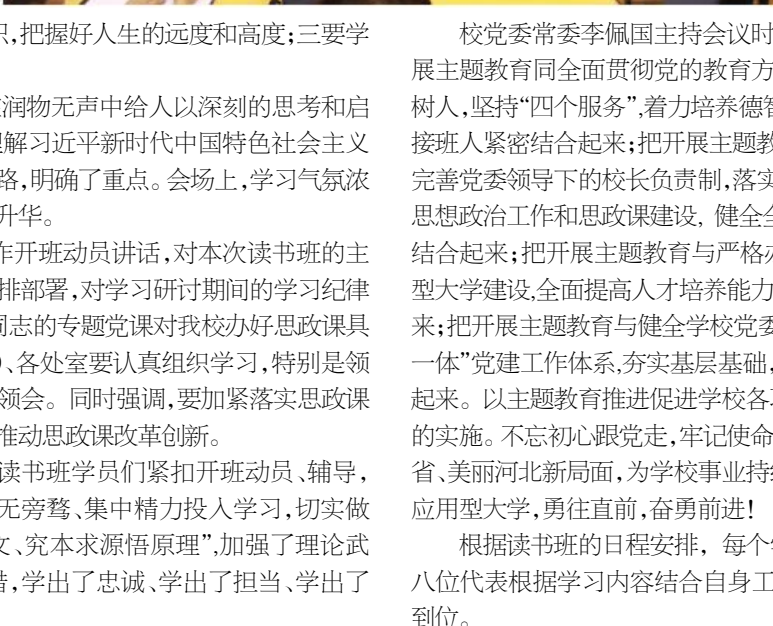 识,把握好人生的远度和高度;三要学
润物无声中给人以深刻的思考和启
解习近平新时代中国特色社会主义
路,明确了重点。会场上,学习气氛浓
升华。
作开班动员讲话,对本次读书班的主
排部署,对学习研讨期间的学习纪律
同志的专题党课对我校办好思政课具
、各处室要认真组织学习,特别是领
领会。同时强调,要加紧落实思政课
推动思政课改革创新。
读书班学员们紧扣开班动员、辅导,
无旁骛、集中精力投入学习,切实做
文、究本求源悟原理”,加强了理论武
措,学出了忠诚、学出了担当、学出了
校党委常委李佩国主持会议时
展主题教育同全面贯彻党的教育方
树人,坚持“四个服务”,着力培养德智
接班人紧密结合起来;把开展主题教
完善党委领导下的校长负责制,落实
思想政治工作和思政课建设, 健全全
结合起来;把开展主题教育与严格办
型大学建设,全面提高人才培养能力
来;把开展主题教育与健全学校党委
一体”党建工作体系,夯实基层基础,
起来。以主题教育推进促进学校各项
的实施。不忘初心跟党走,牢记使命
省、美丽河北新局面,为学校事业持续
应用型大学,勇往直前,奋勇前进!
根据读书班的日程安排, 每个学
八位代表根据学习内容结合自身工
到位。